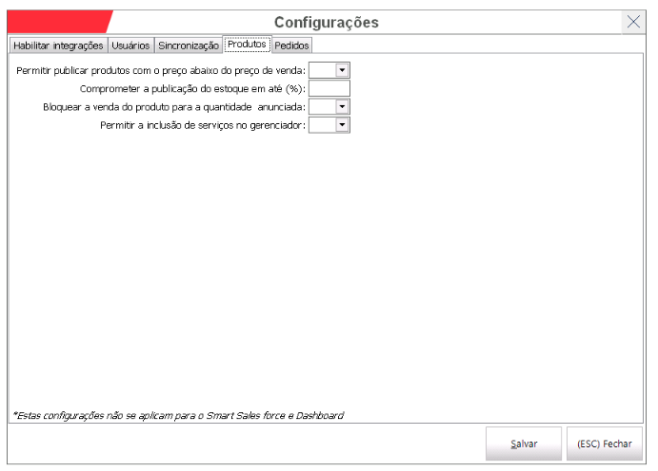 Configurações
Habilitar integrações Usuários Sincronização Produtos Pedidos
Permitir publicar produtos com o preço abaixo do preço de venda:
Comprometer a publicação do estoque em até (%):
Bloquear a venda do produto para a quantidade anunciada:
Permitir a inclusão de serviços no gerenciador:
*Estas configurações não se aplicam para o Smart Sales force e Dashboard
Salvar (ESC) Fechar